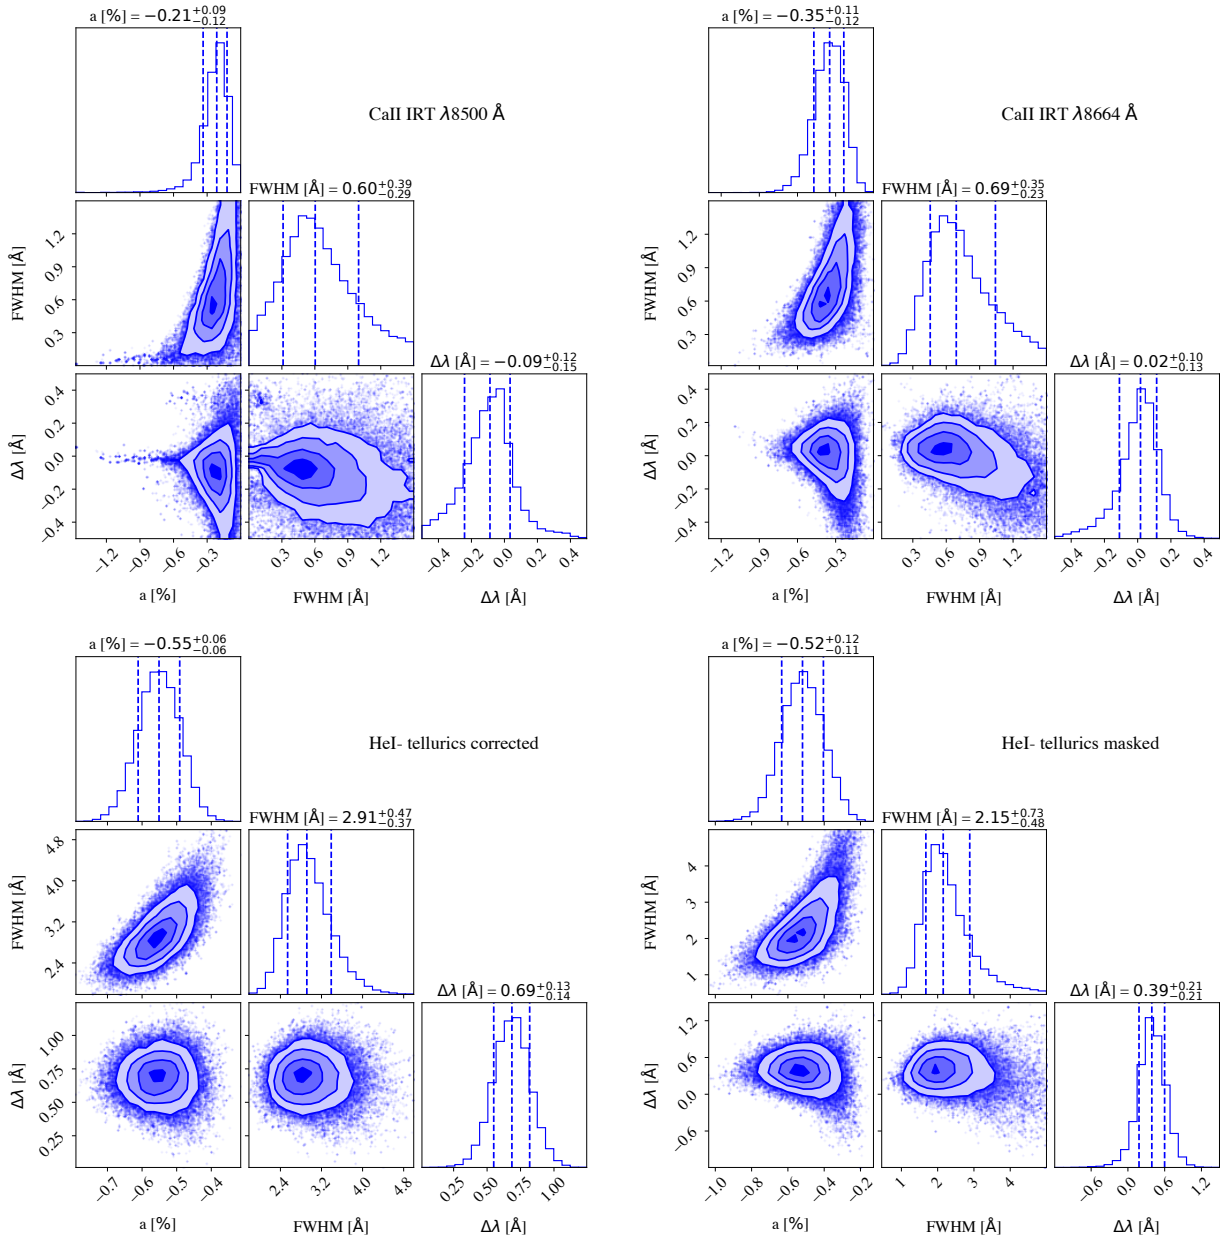 a [%] = −0.21+0.09−0.12
CaII IRT λ8500 Å
FWHM [Å] = 0.60+0.39−0.29
FWHM [Å]
1.2
0.9
0.6
0.3
Δλ [Å] = −0.09+0.12−0.15
Δλ [Å]
0.4
0.2
0.0
−0.2
−0.4
−1.2 −0.9 −0.6 −0.3
0.3 0.6 0.9 1.2
−0.4 −0.2 0.0 0.2 0.4
a [%] FWHM [Å] Δλ [Å]
a [%] = −0.35+0.11−0.12
CaII IRT λ8664 Å
FWHM [Å] = 0.69+0.35−0.23
FWHM [Å]
1.2
0.9
0.6
0.3
Δλ [Å] = 0.02+0.10−0.13
Δλ [Å]
0.4
0.2
0.0
−0.2
−0.4
−1.2 −0.9 −0.6 −0.3
0.3 0.6 0.9 1.2
−0.4 −0.2 0.0 0.2 0.4
a [%] FWHM [Å] Δλ [Å]
a [%] = −0.55+0.06−0.06
HeI- tellurics corrected
FWHM [Å] = 2.91+0.47−0.37
FWHM [Å]
4.8
4.0
3.2
2.4
Δλ [Å] = 0.69+0.13−0.14
Δλ [Å]
1.00
0.75
0.50
0.25
−0.7 −0.6 −0.5 −0.4
2.4 3.2 4.0 4.8
0.25 0.50 0.75 1.00
a [%] FWHM [Å] Δλ [Å]
a [%] = −0.52+0.12−0.11
HeI- tellurics masked
FWHM [Å] = 2.15+0.73−0.48
FWHM [Å]
4
3
2
1
Δλ [Å] = 0.39+0.21−0.21
Δλ [Å]
1.2
0.6
0.0
−0.6
−1.0 −0.8 −0.6 −0.4 −0.2
1 2 3 4
−0.6 0.0 0.6 1.2
a [%] FWHM [Å] Δλ [Å]